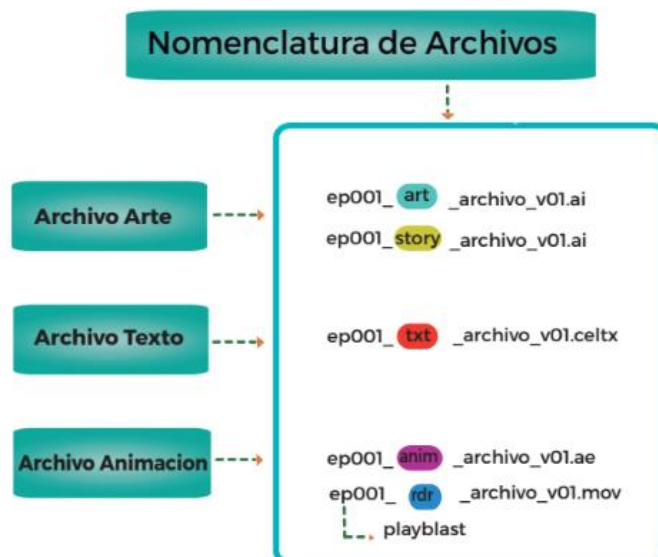 Nomenclatura de Archivos
Archivo Arte
ep001_ art _archivo_v01.ai
ep001_ story _archivo_v01.ai
Archivo Texto
ep001_ txt _archivo_v01.celtx
Archivo Animacion
ep001_ anim _archivo_v01.ae
ep001_ rdr _archivo_v01.mov
playblast